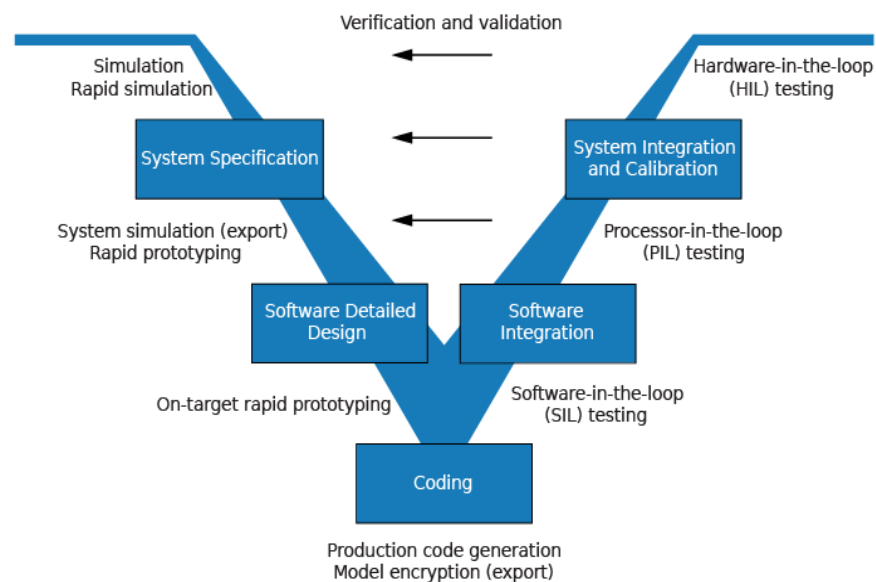 Verification and validation
Simulation
Rapid simulation
Hardware-in-the-loop
(HIL) testing
System Specification
System Integration
and Calibration
System simulation (export)
Rapid prototyping
Processor-in-the-loop
(PIL) testing
Software Detailed
Design
Software
Integration
On-target rapid prototyping
Software-in-the-loop
(SIL) testing
Coding
Production code generation
Model encryption (export)